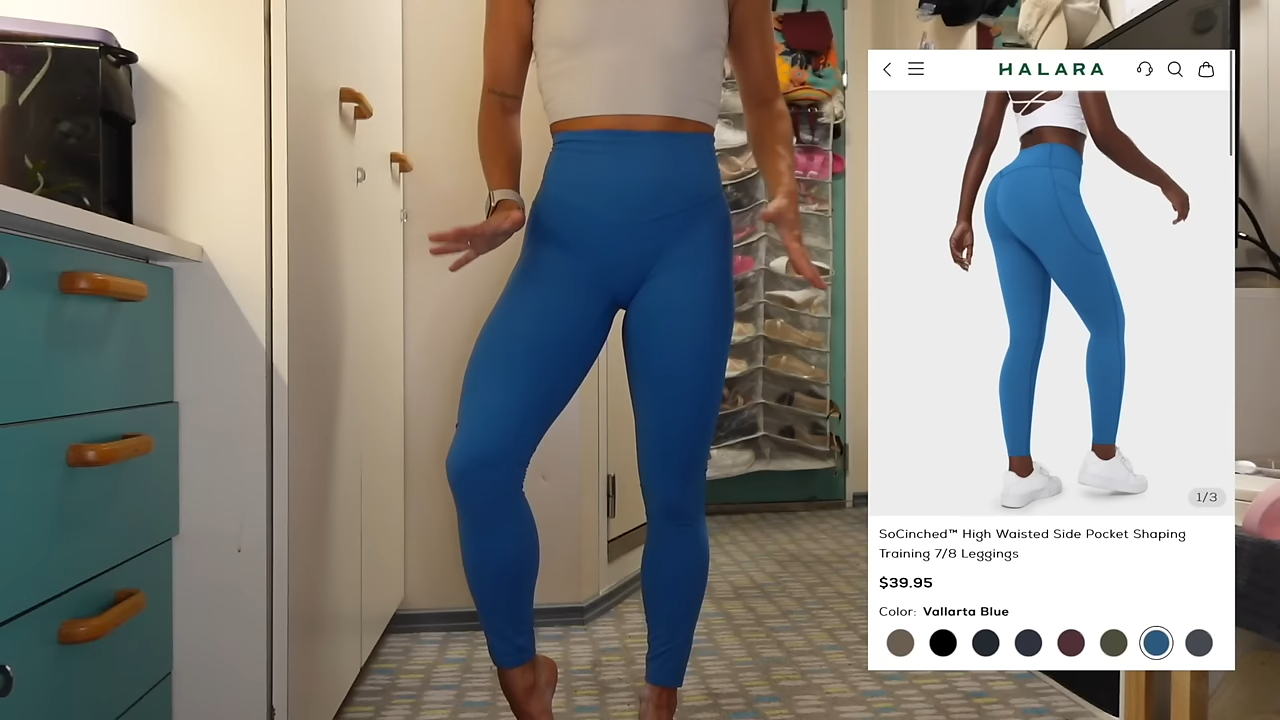 HALARA
1/3
SoCinched™ High Waisted Side Pocket Shaping
Training 7/8 Leggings
$39.95
Color: Vallarta Blue